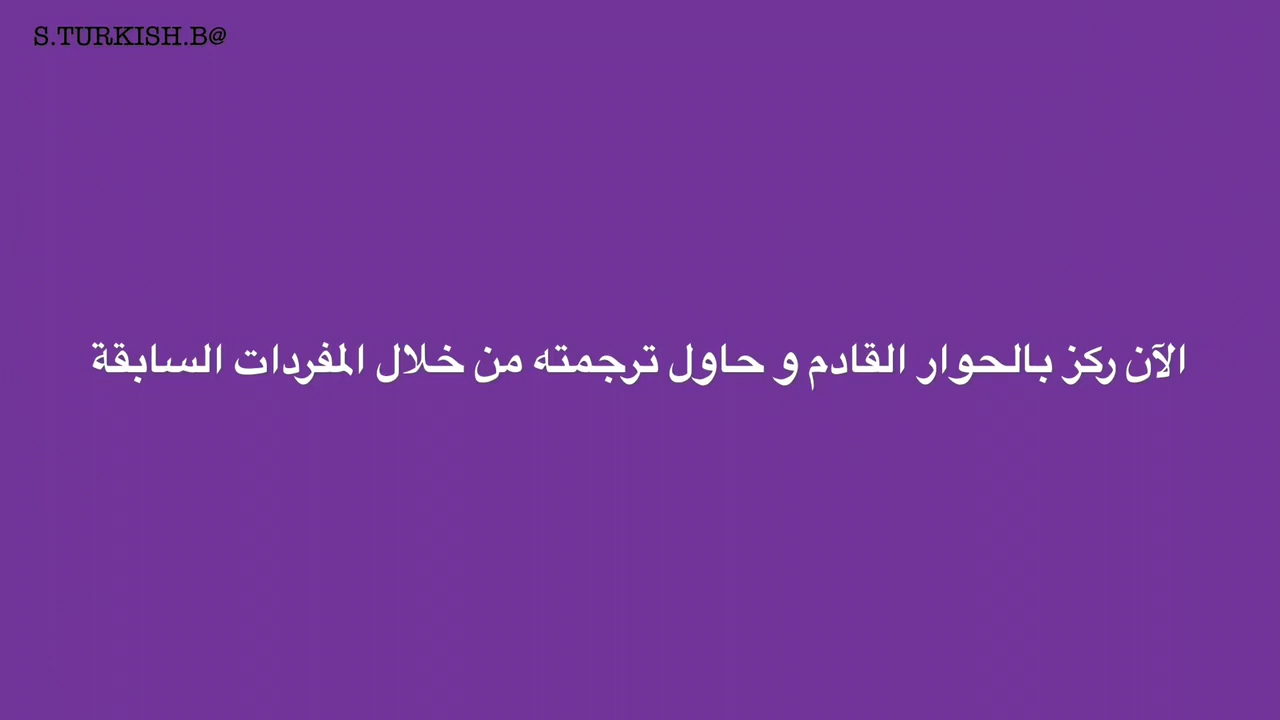 S.TURKISH.B@
الآن ركز بالحوار القادم و حاول ترجمته من خلال المفردات السابقة